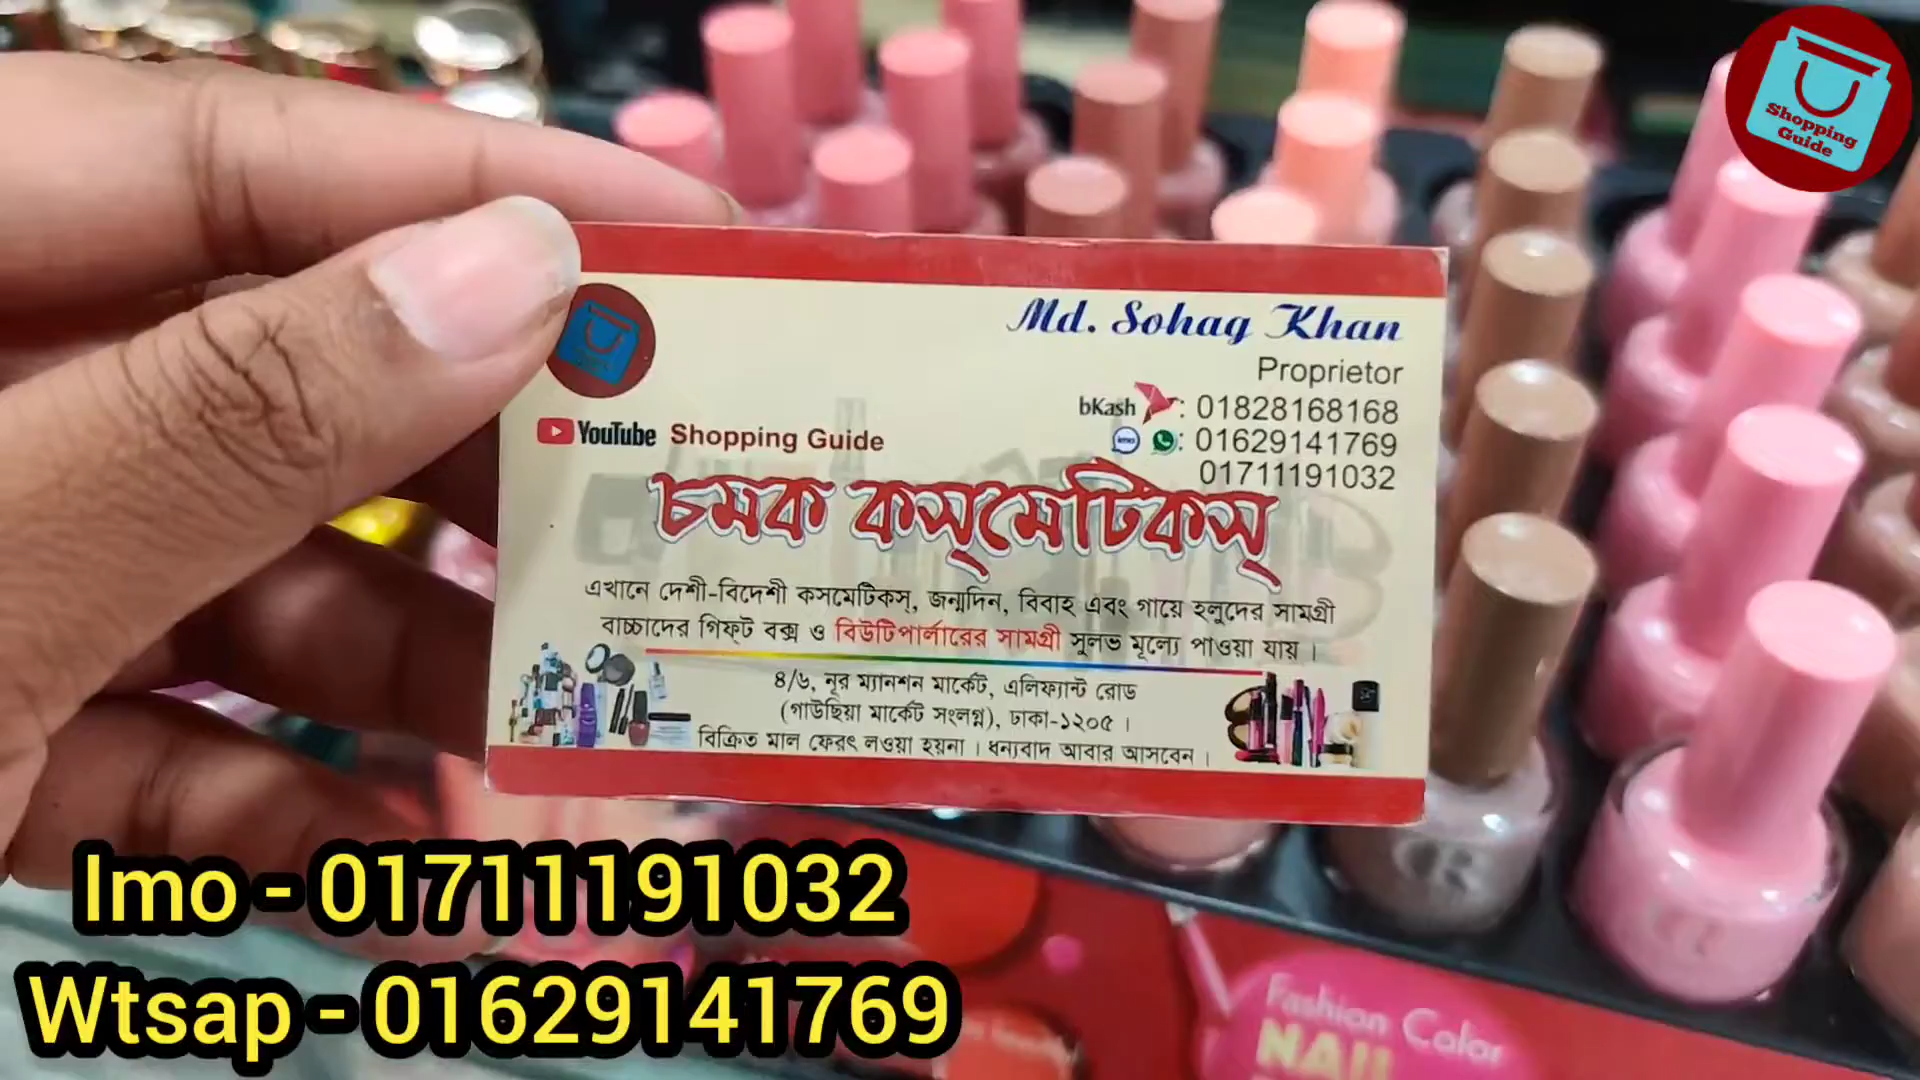 Shopping
Guide
Md. Sohag Khan
Proprietor
bKash : 01828168168
imo : 01629141769
01711191032
YouTube Shopping Guide
চমক কস্‌মেটিকস্
এখানে দেশী-বিদেশী কসমেটিকস্, জন্মদিন, বিবাহ এবং গায়ে হলুদের সামগ্রী
বাচ্চাদের গিফ্ট বক্স ও বিউটিপার্লারের সামগ্রী সুলভ মূল্যে পাওয়া যায় ।
৪/৬, নূর ম্যানশন মার্কেট, এলিফ্যান্ট রোড
(গাউছিয়া মার্কেট সংলগ্ন), ঢাকা-১২০৫ ।
বিক্রিত মাল ফেরৎ লওয়া হয়না । ধন্যবাদ আবার আসবেন ।
Imo - 01711191032
Wtsap - 01629141769
Fashion Color
NAIL